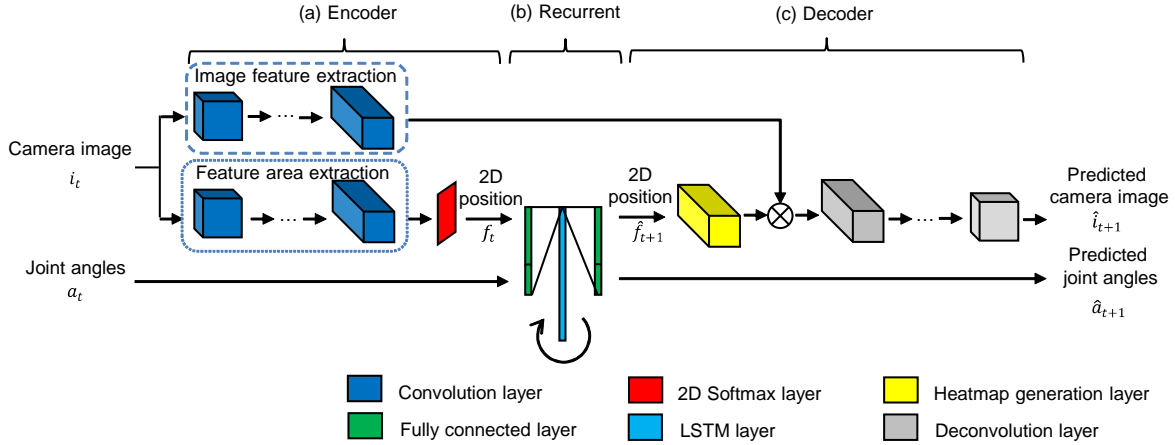 (a) Encoder
(b) Recurrent
(c) Decoder
Image feature extraction
...
Camera image
i_t
Feature area extraction
...
2D
position
f_t
2D
position
f̂_{t+1}
...
Predicted
camera image
î_{t+1}
Joint angles
a_t
Predicted
joint angles
â_{t+1}
Convolution layer
2D Softmax layer
Heatmap generation layer
Fully connected layer
LSTM layer
Deconvolution layer